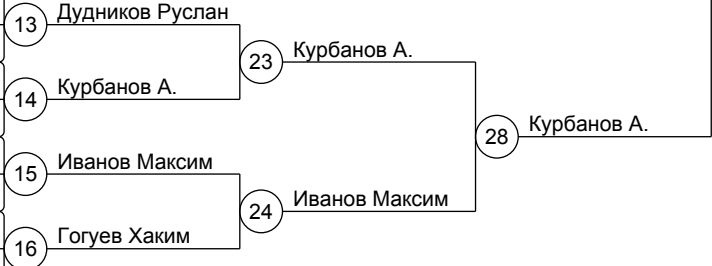 13 Дудников Руслан
23 Курбанов А.
14 Курбанов А.
28 Курбанов А.
15 Иванов Максим
24 Иванов Максим
16 Гогуев Хаким